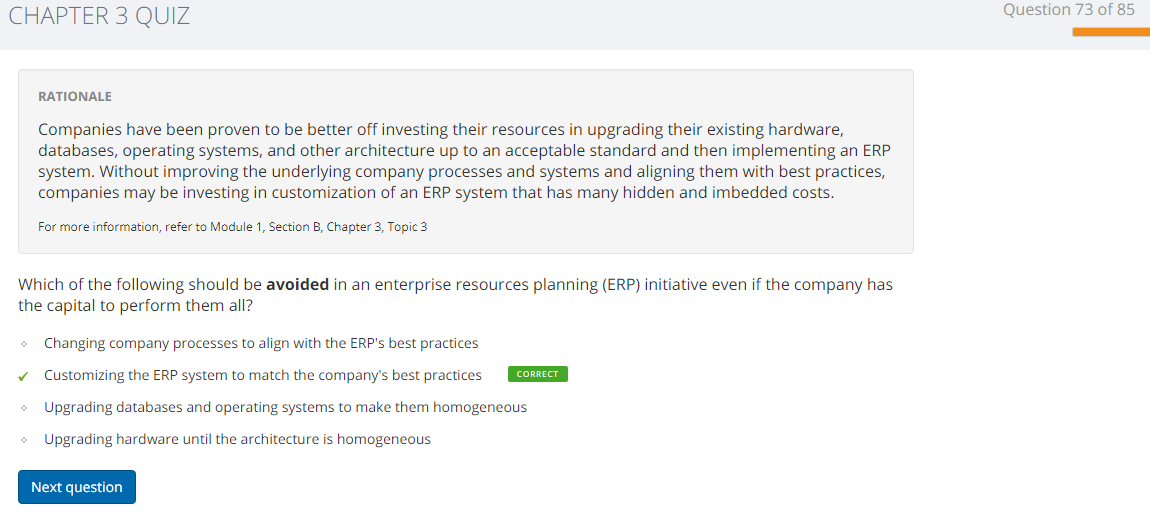 CHAPTER 3 QUIZ
Question 73 of 85
RATIONALE
Companies have been proven to be better off investing their resources in upgrading their existing hardware,
databases, operating systems, and other architecture up to an acceptable standard and then implementing an ERP
system. Without improving the underlying company processes and systems and aligning them with best practices,
companies may be investing in customization of an ERP system that has many hidden and imbedded costs.
For more information, refer to Module 1, Section B, Chapter 3, Topic 3
Which of the following should be avoided in an enterprise resources planning (ERP) initiative even if the company has
the capital to perform them all?
Changing company processes to align with the ERP's best practices
Customizing the ERP system to match the company's best practices CORRECT
Upgrading databases and operating systems to make them homogeneous
Upgrading hardware until the architecture is homogeneous
Next question